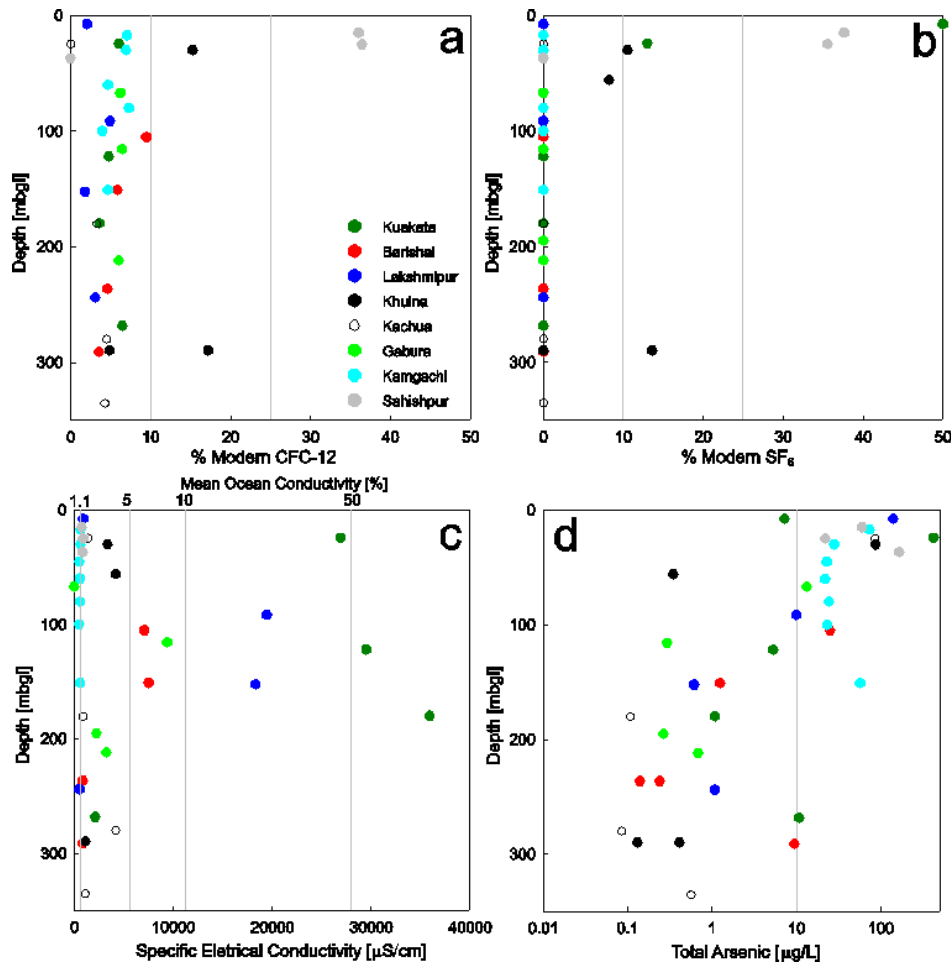 a
0
100
200
300
Depth [mbgl]
0 10 20 30 40 50
% Modern CFC-12
Kuakata
Barishal
Lakshmipur
Khulna
Kachua
Gabura
Kamgachi
Sahishpur
b
0
100
200
300
Depth [mbgl]
0 10 20 30 40 50
% Modern SF₆
Mean Ocean Conductivity [%]
1.1 5 10 50
c
0
100
200
300
Depth [mbgl]
0 10000 20000 30000 40000
Specific Eletrical Conductivity [µS/cm]
d
0
100
200
300
Depth [mbgl]
0.01 0.1 1 10 100
Total Arsenic [µg/L]